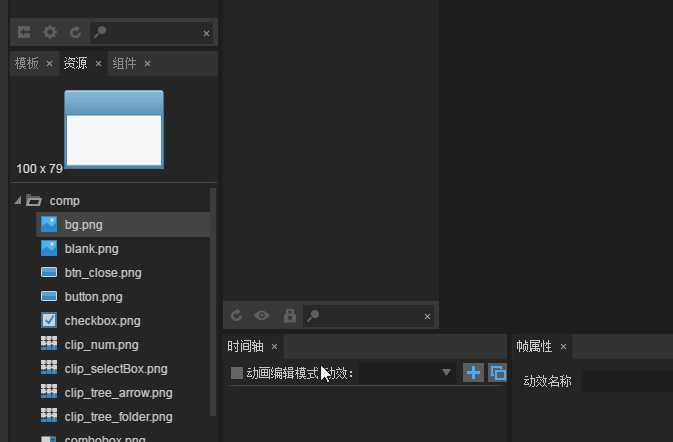 模板 × 资源 × 组件 ×
100 x 79
comp
bg.png
blank.png
btn_close.png
button.png
checkbox.png
clip_num.png
clip_selectBox.png
clip_tree_arrow.png
clip_tree_folder.png
combobox.png
时间轴 ×
动画编辑模式 动效：
帧属性 ×
动效名称